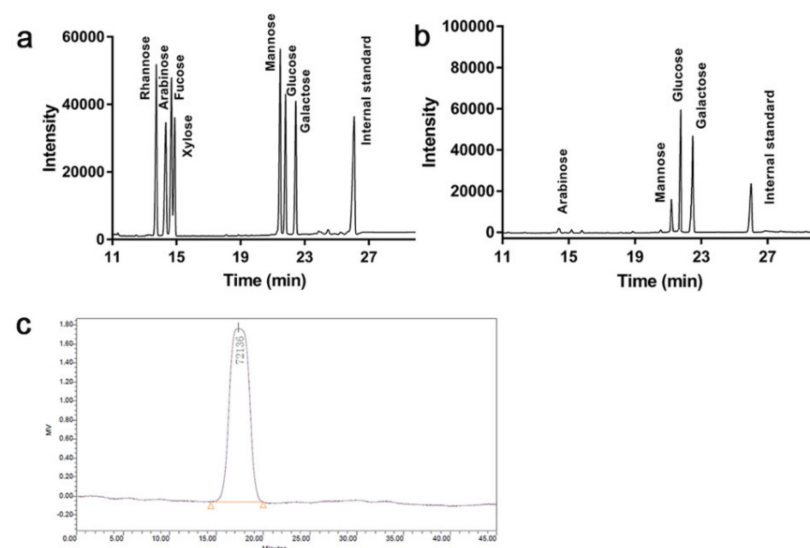 a
60000
40000
20000
0
Intensity
Rhannose
Arabinose
Fucose
Xylose
Mannose
Glucose
Galactose
Internal standard
11 15 19 23 27
Time (min)
b
100000
80000
60000
40000
20000
0
Intensity
Arabinose
Mannose
Glucose
Galactose
Internal standard
11 15 19 23 27
Time (min)
c
1.80
1.60
1.40
1.20
1.00
0.80
0.60
0.40
0.20
0.00
-0.20
MV
72136
5.00 10.00 15.00 20.00 25.00 30.00 35.00 40.00 45.00
Minutes